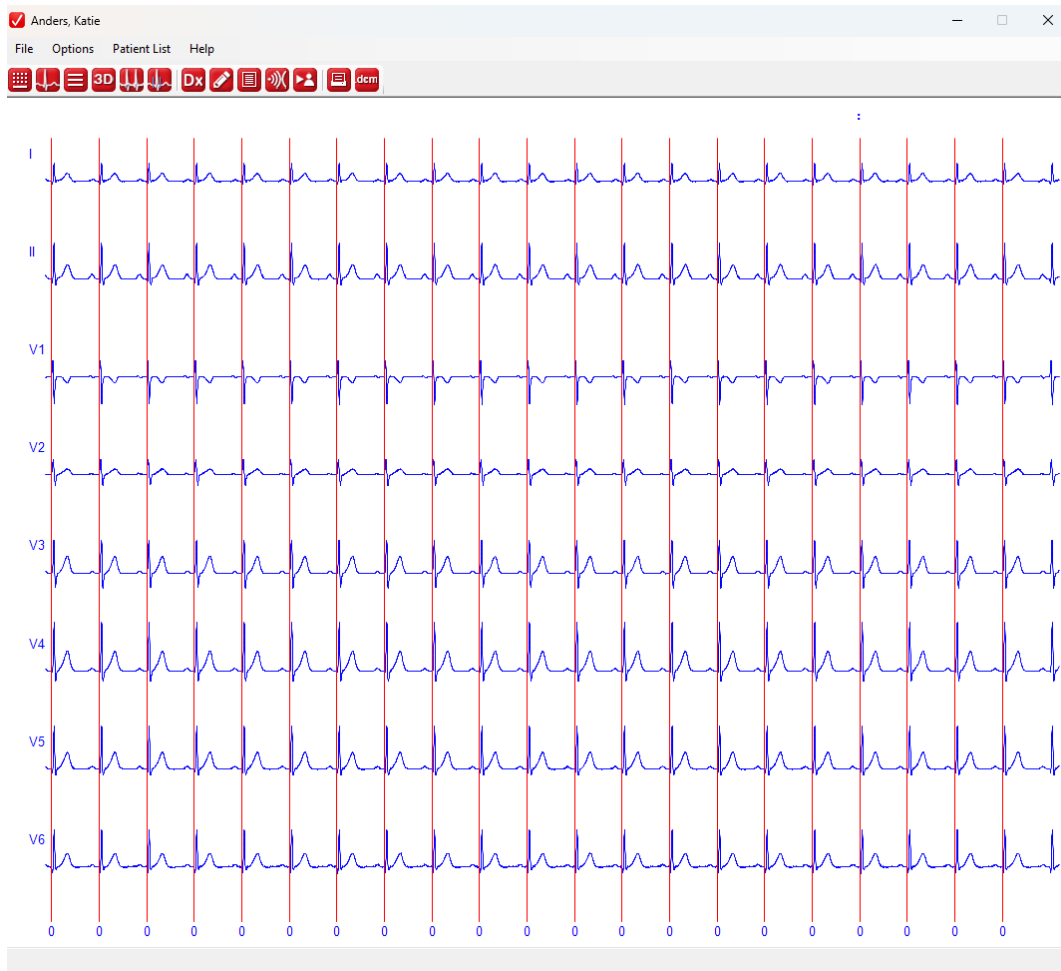 Anders, Katie
File Options Patient List Help
3D Dx dcm
:
I
II
V1
V2
V3
V4
V5
V6
0 0 0 0 0 0 0 0 0 0 0 0 0 0 0 0 0 0 0 0 0